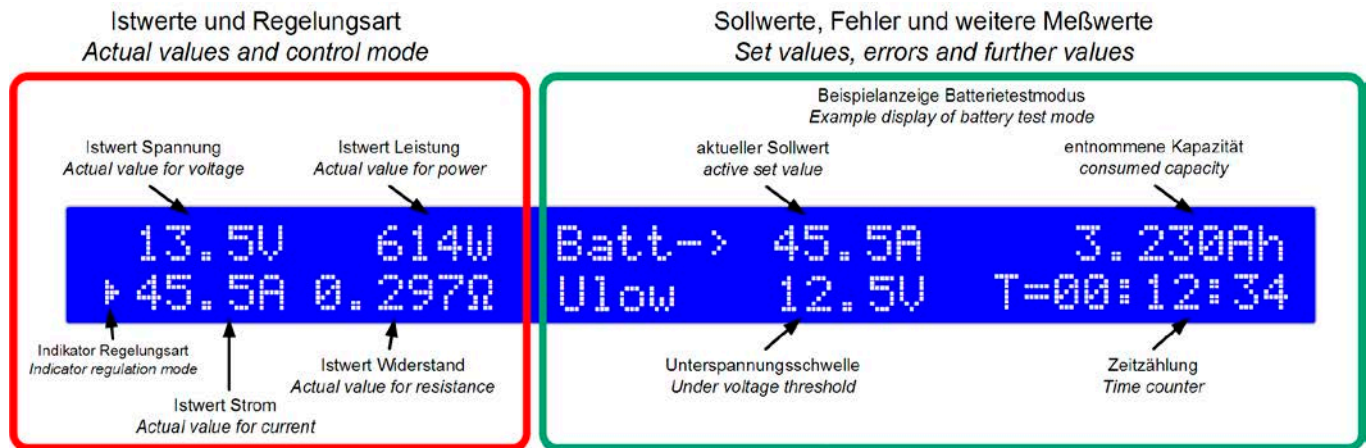 Istwerte und Regelungsart
Actual values and control mode
Sollwerte, Fehler und weitere Meßwerte
Set values, errors and further values
Beispielanzeige Batterietestmodus
Example display of battery test mode
Istwert Spannung
Actual value for voltage
Istwert Leistung
Actual value for power
aktueller Sollwert
active set value
entnommene Kapazität
consumed capacity
13.5V 614W Batt-> 45.5A 3.230Ah
45.5A 0.297Ω Ulow 12.5V T=00:12:34
Indikator Regelungsart
Indicator regulation mode
Istwert Strom
Actual value for current
Istwert Widerstand
Actual value for resistance
Unterspannungsschwelle
Under voltage threshold
Zeitzählung
Time counter